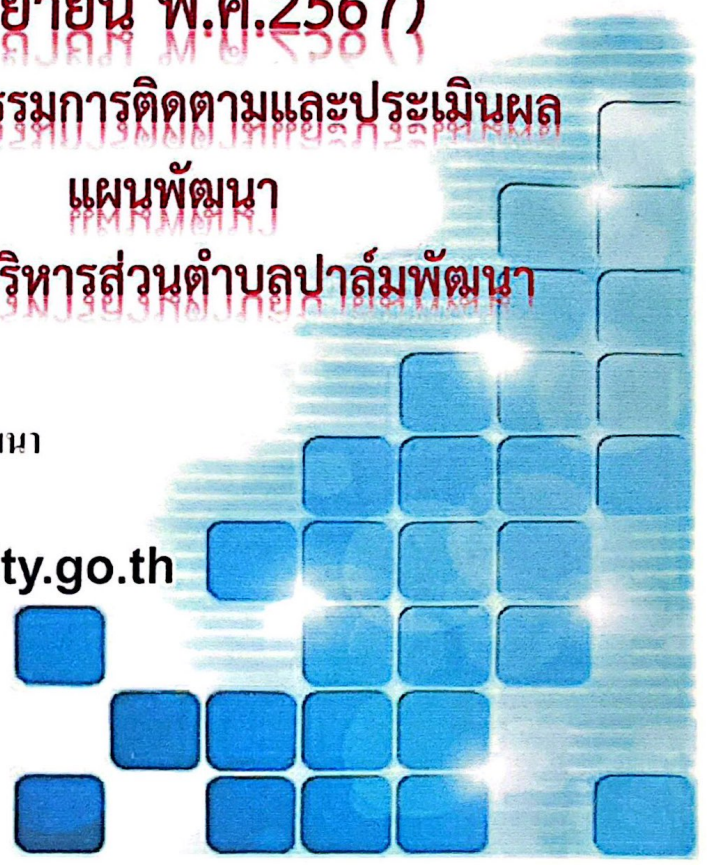 ยายน พ.ศ.2567)
รรมการติดตามและประเมินผล
แผนพัฒนา
ริหารส่วนตำบลปาล์มพัฒนา
ฒนา
ty.go.th